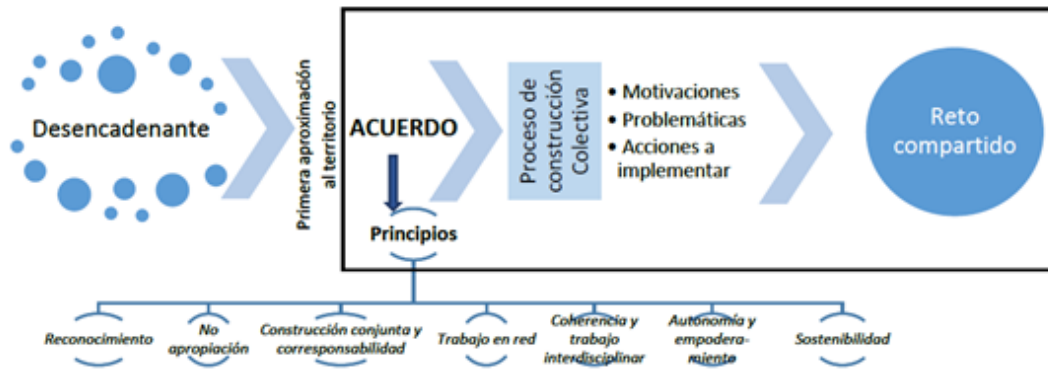 Desencadenante
Primera aproximación
al territorio
ACUERDO
Principios
Proceso de
construcción
Colectiva
• Motivaciones
• Problemáticas
• Acciones a
implementar
Reto
compartido
Reconocimiento
No
apropiación
Construcción conjunta y
corresponsabilidad
Trabajo en red
Coherencia y
trabajo
interdisciplinar
Autonomía y
empodera-
miento
Sostenibilidad